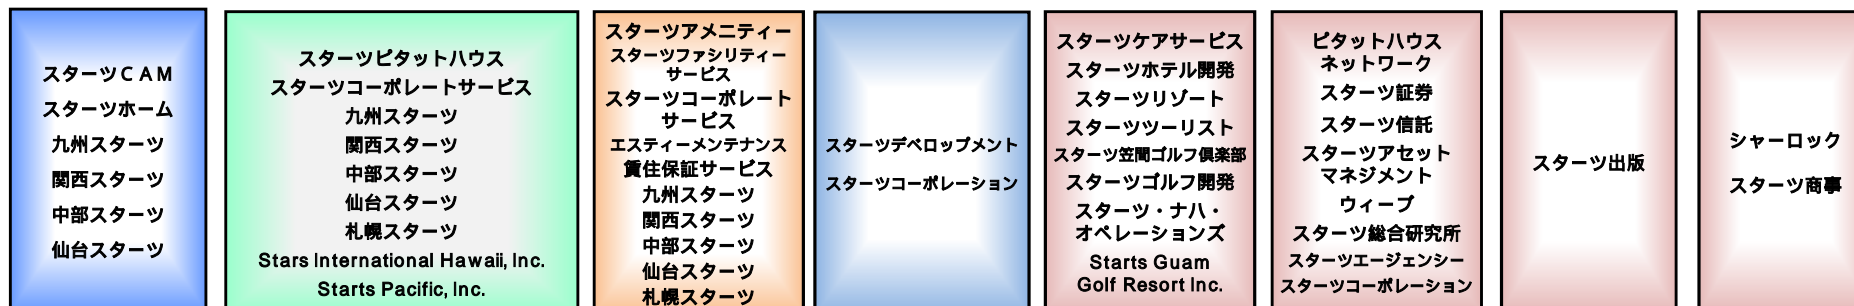 スターツＣＡＭ
スターツホーム
九州スターツ
関西スターツ
中部スターツ
仙台スターツ
スターツピタットハウス
スターツコーポレートサービス
九州スターツ
関西スターツ
中部スターツ
仙台スターツ
札幌スターツ
Stars International Hawaii, Inc.
Starts Pacific, Inc.
スターツアメニティー
スターツファシリティー
サービス
スターツコーポレート
サービス
エスティーメンテナンス
賃住保証サービス
九州スターツ
関西スターツ
中部スターツ
仙台スターツ
札幌スターツ
スターツデベロップメント
スターツコーポレーション
スターツケアサービス
スターツホテル開発
スターツリゾート
スターツツーリスト
スターツ笠間ゴルフ倶楽部
スターツゴルフ開発
スターツ・ナハ・
オペレーションズ
Starts Guam
Golf Resort Inc.
ピタットハウス
ネットワーク
スターツ証券
スターツ信託
スターツアセット
マネジメント
ウィーブ
スターツ総合研究所
スターツエージェンシー
スターツコーポレーション
スターツ出版
シャーロック
スターツ商事